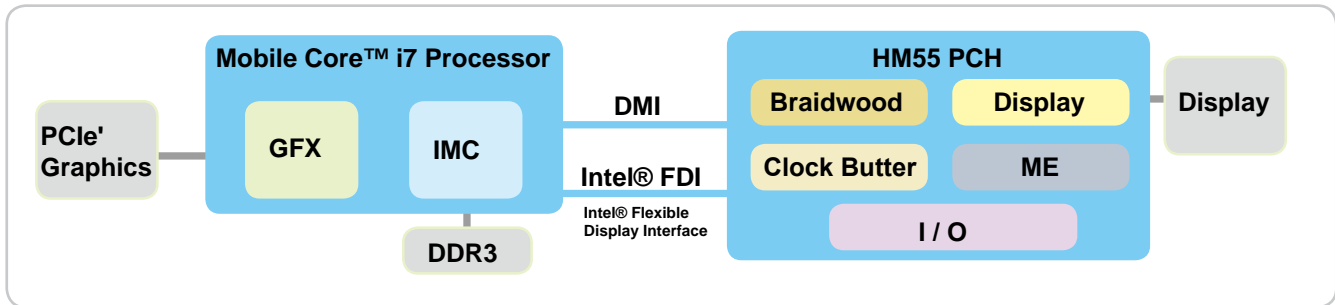 Mobile Core™ i7 Processor
HM55 PCH
PCIe'
Graphics
GFX
IMC
DDR3
DMI
Intel® FDI
Intel® Flexible
Display Interface
Braidwood
Display
Clock Butter
ME
I / O
Display